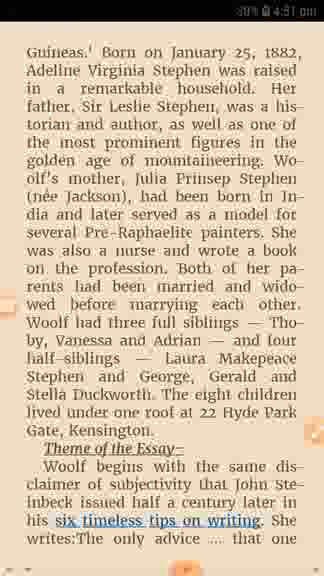 39% 4:51 pm
Guineas.¹ Born on January 25, 1882,
Adeline Virginia Stephen was raised
in a remarkable household. Her
father, Sir Leslie Stephen, was a his-
torian and author, as well as one of
the most prominent figures in the
golden age of mountaineering. Wo-
olf's mother, Julia Prinsep Stephen
(née Jackson), had been born in In-
dia and later served as a model for
several Pre-Raphaelite painters. She
was also a nurse and wrote a book
on the profession. Both of her pa-
rents had been married and wido-
wed before marrying each other.
Woolf had three full siblings — Tho-
by, Vanessa and Adrian — and four
half-siblings — Laura Makepeace
Stephen and George, Gerald and
Stella Duckworth. The eight children
lived under one roof at 22 Hyde Park
Gate, Kensington.
Theme of the Essay-
Woolf begins with the same dis-
claimer of subjectivity that John Ste-
inbeck issued half a century later in
his six timeless tips on writing. She
writes:The only advice ... that one